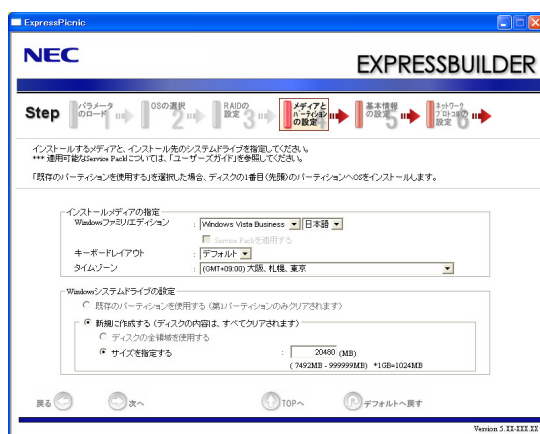 ExpressPicnic
NEC
EXPRESSBUILDER
Step
パラメータのロード 1
OSの選択 2
RAIDの設定 3
メディアとパーティションの設定 4
基本情報の設定 5
ネットワークプロトコルの設定 6
インストールするメディアと、インストール先のシステムドライブを指定してください。
*** 適用可能なService Packについては、「ユーザーズガイド」を参照してください。
「既存のパーティションを使用する」を選択した場合、ディスクの1番目(先頭)のパーティションへOSをインストールします。
インストールメディアの指定
Windowsファミリ/エディション : Windows Vista Business 日本語
Service Packを適用する
キーボードレイアウト : デフォルト
タイムゾーン : (GMT+09:00) 大阪、札幌、東京
Windowsシステムドライブの設定
既存のパーティションを使用する (第1パーティションのみクリアされます)
新規に作成する (ディスクの内容は、すべてクリアされます)
ディスクの全領域を使用する
サイズを指定する : 20480 (MB)
( 7492MB - 999999MB) *1GB=1024MB
戻る
次へ
TOPへ
デフォルトへ戻す
Version 5.XX-XXX.XX